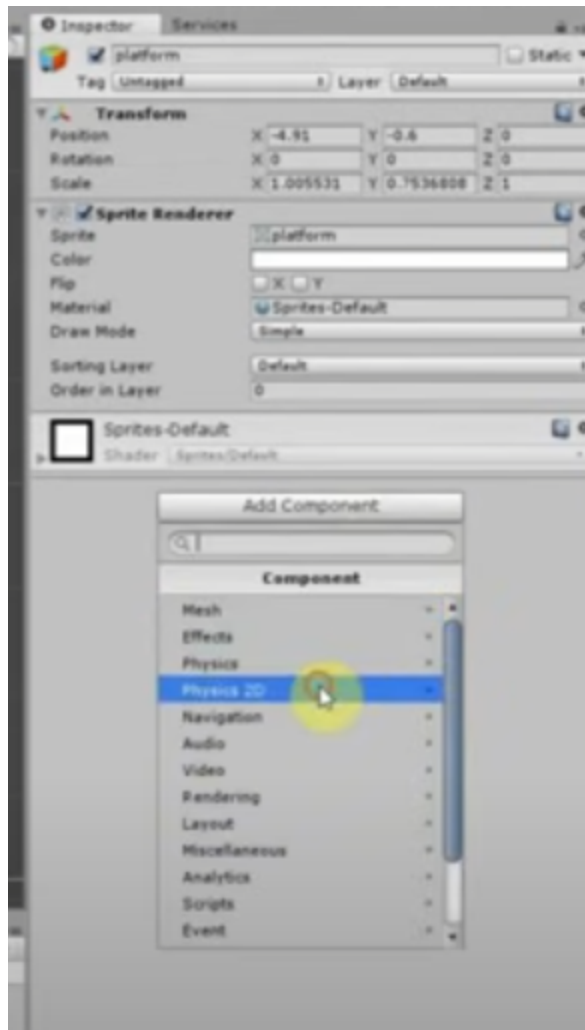 Inspector Services
platform Static
Tag Untagged Layer Default
Transform
Position X -4.91 Y -0.6 Z 0
Rotation X 0 Y 0 Z 0
Scale X 1.005531 Y 0.7536808 Z 1
Sprite Renderer
Sprite platform
Color
Flip X Y
Material Sprites-Default
Draw Mode Simple
Sorting Layer Default
Order in Layer 0
Sprites-Default
Shader Sprites/Default
Add Component
Component
Mesh
Effects
Physics
Physics 2D
Navigation
Audio
Video
Rendering
Layout
Miscellaneous
Analytics
Scripts
Event